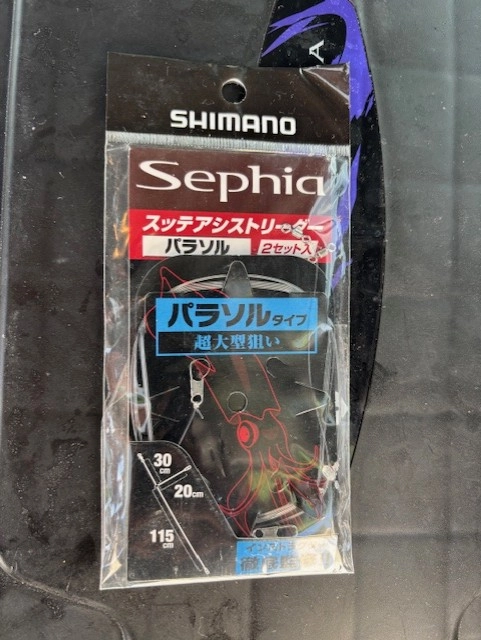 A
SHIMANO
Sephia
スッテアシストリーダー
パラソル 2セット入
パラソルタイプ
超大型狙い
30cm
20cm
115cm